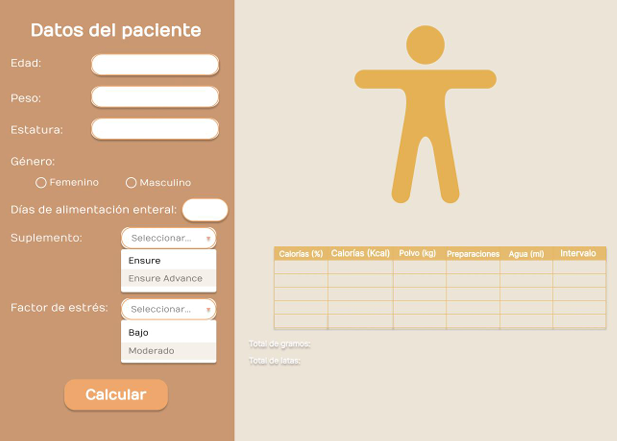 Datos del paciente
Edad:
Peso:
Estatura:
Género:
Femenino Masculino
Días de alimentación enteral:
Suplemento: Seleccionar...
Ensure
Ensure Advance
Factor de estrés: Seleccionar...
Bajo
Moderado
Calcular
Calorías (%) Calorías (Kcal) Polvo (kg) Preparaciones Agua (ml) Intervalo
Total de gramos:
Total de latas: